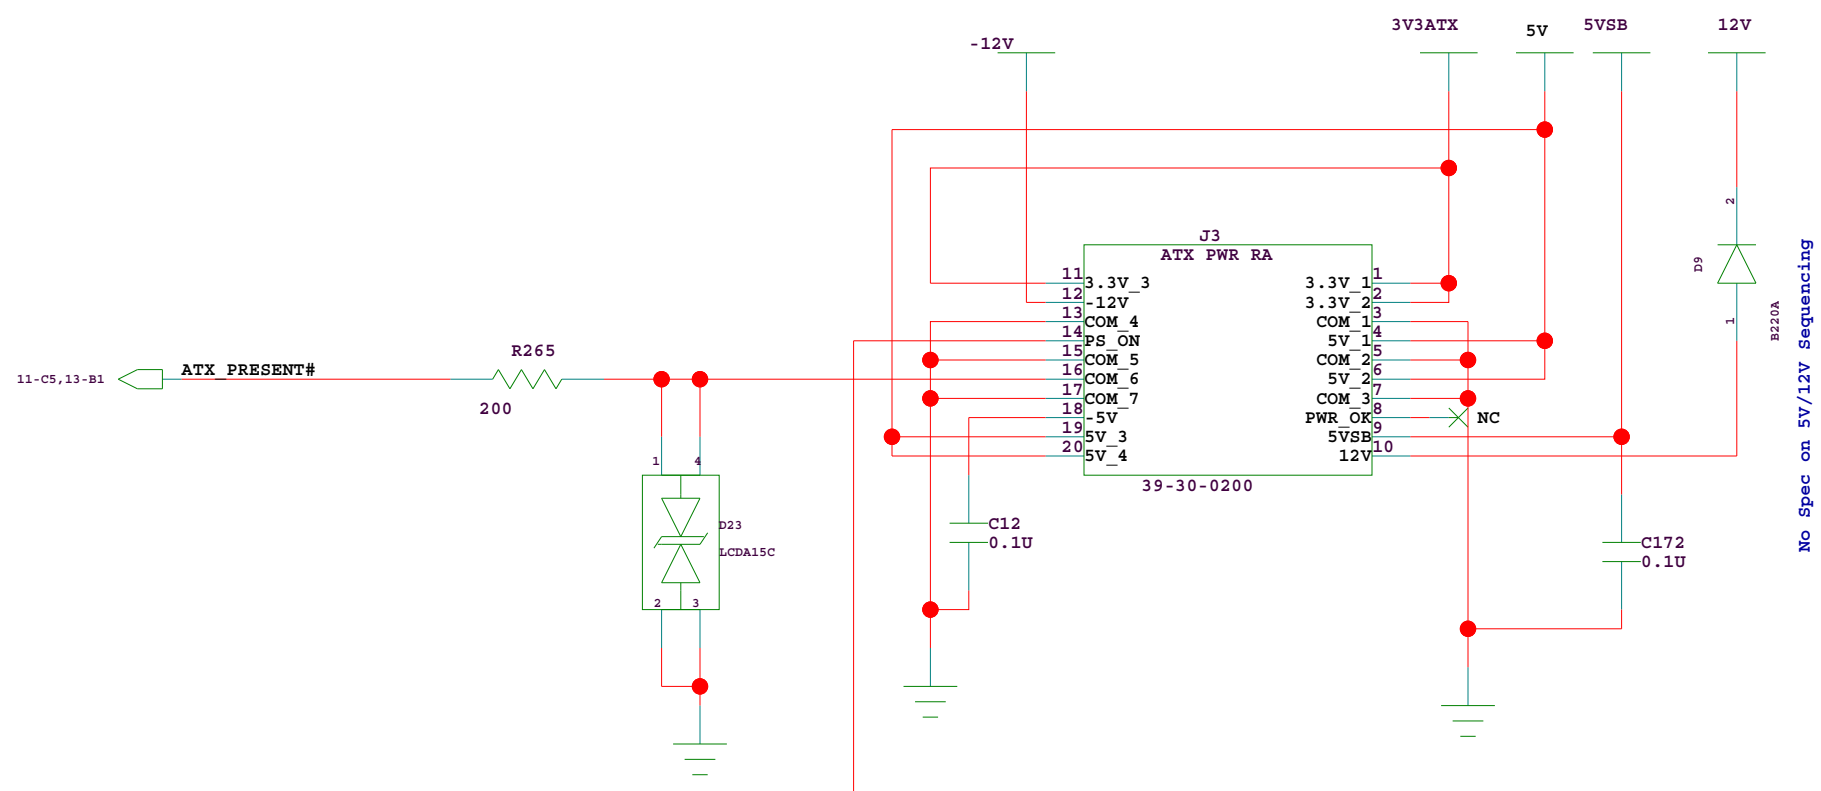 3V3ATX
5V
5VSB
12V
-12V
2
J3
ATX PWR RA
D9
No Spec on 5V/12V Sequencing
11
3.3V_3
3.3V_1
1
12
-12V
3.3V_2
2
13
COM_4
COM_1
3
1
B220A
14
PS_ON
5V_1
4
15
COM_5
COM_2
5
R265
11-C5,13-B1
ATX_PRESENT#
16
COM_6
5V_2
6
200
17
COM_7
COM_3
7
18
-5V
PWR_OK
8
NC
19
5V_3
5VSB
9
20
5V_4
12V
10
1
4
39-30-0200
D23
LCDA15C
C12
0.1U
C172
0.1U
2
3